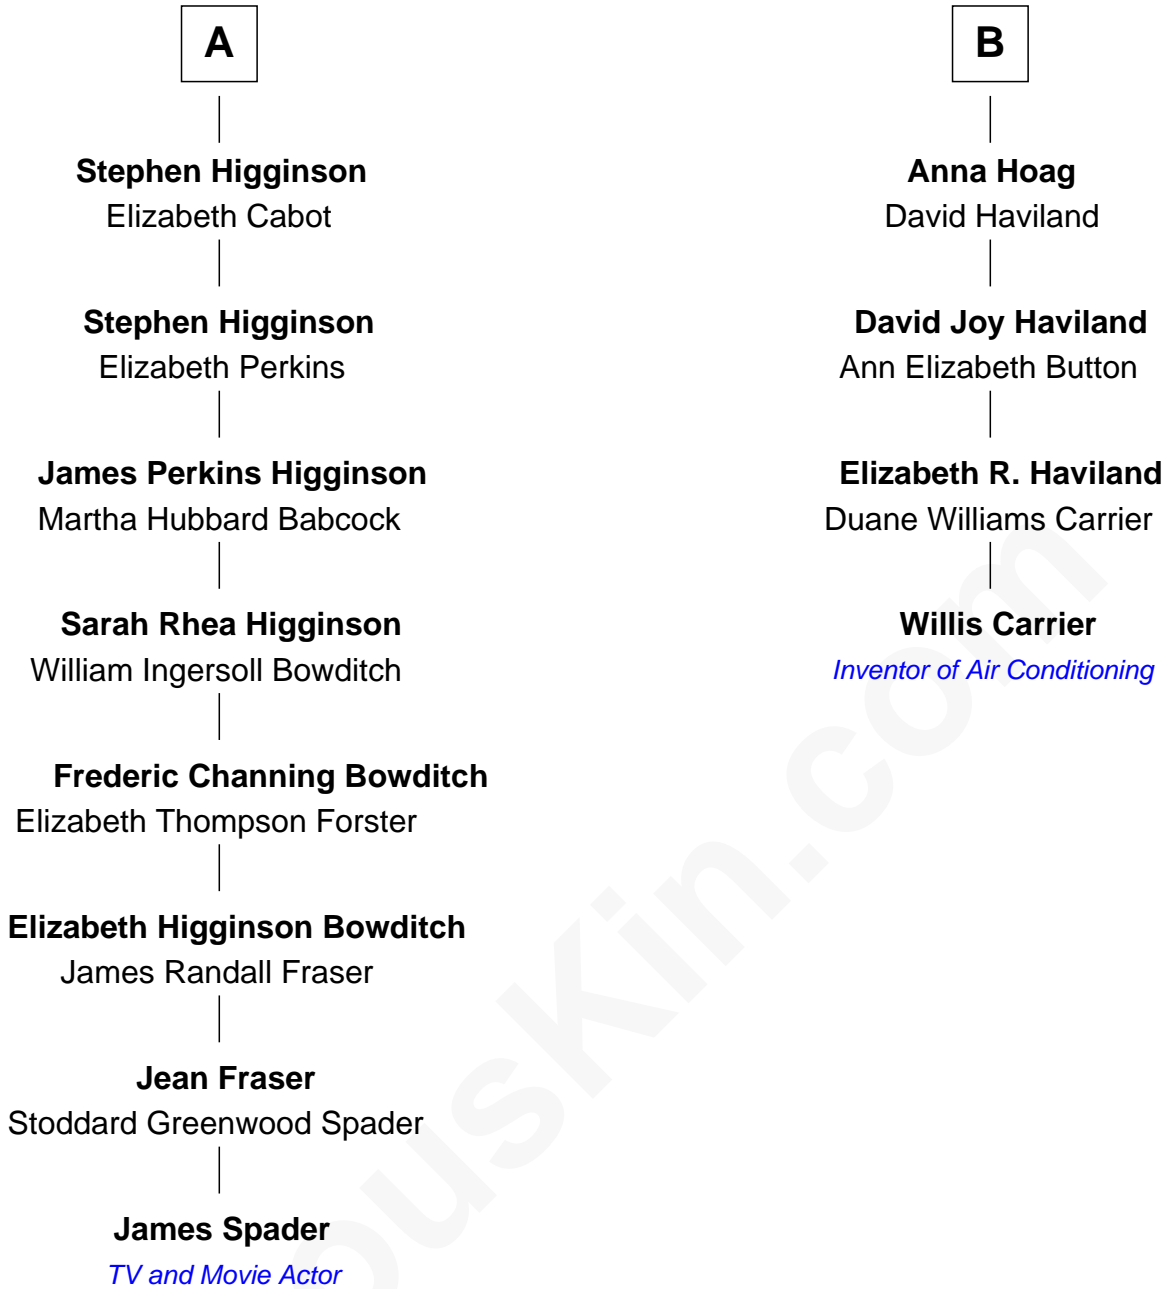 A
Stephen Higginson
Elizabeth Cabot
Stephen Higginson
Elizabeth Perkins
James Perkins Higginson
Martha Hubbard Babcock
Sarah Rhea Higginson
William Ingersoll Bowditch
Frederic Channing Bowditch
Elizabeth Thompson Forster
Elizabeth Higginson Bowditch
James Randall Fraser
Jean Fraser
Stoddard Greenwood Spader
James Spader
TV and Movie Actor
B
Anna Hoag
David Haviland
David Joy Haviland
Ann Elizabeth Button
Elizabeth R. Haviland
Duane Williams Carrier
Willis Carrier
Inventor of Air Conditioning
ousKin.com